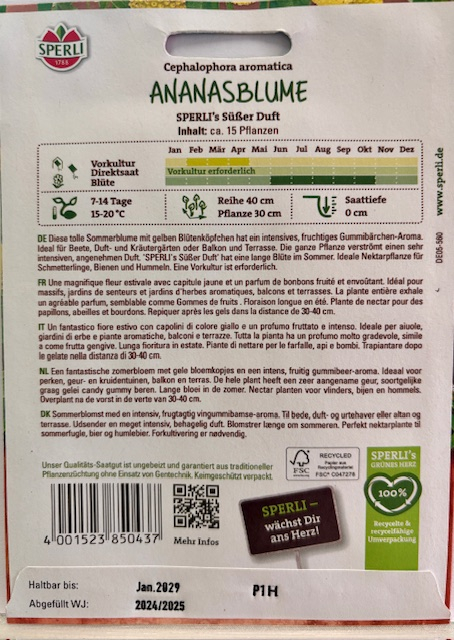 SPERLI
1788
Cephalophora aromatica
ANANASBLUME
SPERLI's Süßer Duft
Inhalt: ca. 15 Pflanzen
Jan Feb Mär Apr Mai Jun Jul Aug Sep Okt Nov Dez
Vorkultur
Direktsaat Vorkultur erforderlich
Blüte
7-14 Tage
15-20°C
Reihe 40 cm
Pflanze 30 cm
Saattiefe
0 cm
www.sperli.de
DE06-560
DE Diese tolle Sommerblume mit gelben Blütenköpfchen hat ein intensives, fruchtiges Gummibärchen-Aroma.
Ideal für Beete, Duft- und Kräutergärten oder Balkon und Terrasse. Die ganze Pflanze verströmt einen sehr
intensiven, angenehmen Duft. 'SPERLI's Süßer Duft' hat eine lange Blüte im Sommer. Ideale Nektarpflanze für
Schmetterlinge, Bienen und Hummeln. Eine Vorkultur ist erforderlich.
FR Une magnifique fleur estivale avec capitule jaune et un parfum de bonbons fruité et envoûtant. Idéal pour
massifs, jardins de senteurs et jardins d'herbes aromatiques, balcons et terrasses. La plante entière exhale
un agréable parfum, semblable comme Gommes de fruits . Floraison longue en été. Plante de nectar pour des
papillons, abeilles et bourdons. Repiquer après les gels dans la distance de 30-40 cm.
IT Un fantastico fiore estivo con capolini di colore giallo e un profumo fruttato e intenso. Ideale per aiuole,
giardini di erbe e piante aromatiche, balconi e terrazze. Tutta la pianta ha un profumo molto gradevole, simile
a come frutta gengive. Lunga fioritura in estate. Piante di nettare per le farfalle, api e bombi. Trapiantare dopo
le gelate nella distanza di 30-40 cm.
NL Een fantastische zomerbloem met gele bloemkopjes en een intens, fruitig gummibeer-aroma. Ideaal voor
perken, geur- en kruidentuinen, balken en terras. De hele plant heeft een zeer aangename geur, soortgelijke
graag gelei candy gummy beren. Lange bloei in de zomer. Nectar planten voor vlinders, bijen en hommels.
Overplant na de vorst in de verte van 30-40 cm.
DK Sommerblomst med en intensiv, frugtagtig vingummibamse-aroma. Til bede, duft- og urtehaver eller altan og
terrasse. Udsender en meget intensiv, behagelig duft. Blomstrer længe om sommeren. Perfekt nektarplante til
sommerfugle, bier og humlebier. Forkultivering er nødvendig.
Unser Qualitäts-Saatgut ist ungebeizt und garantiert aus traditioneller
Pflanzenzüchtung ohne Einsatz von Gentechnik. Keimgeschützt verpackt.
FSC
www.fsc.org
RECYCLED
Papier aus
Recyclingmaterial
FSC® C047276
SPERLI's
GRÜNES HERZ
100%
Recycelte &
recyclefähige
Umverpackung
4 001523 850437
Mehr Infos
SPERLI –
wächst Dir
ans Herz!
Haltbar bis: Jan.2029 P1H
Abgefüllt WJ: 2024/2025